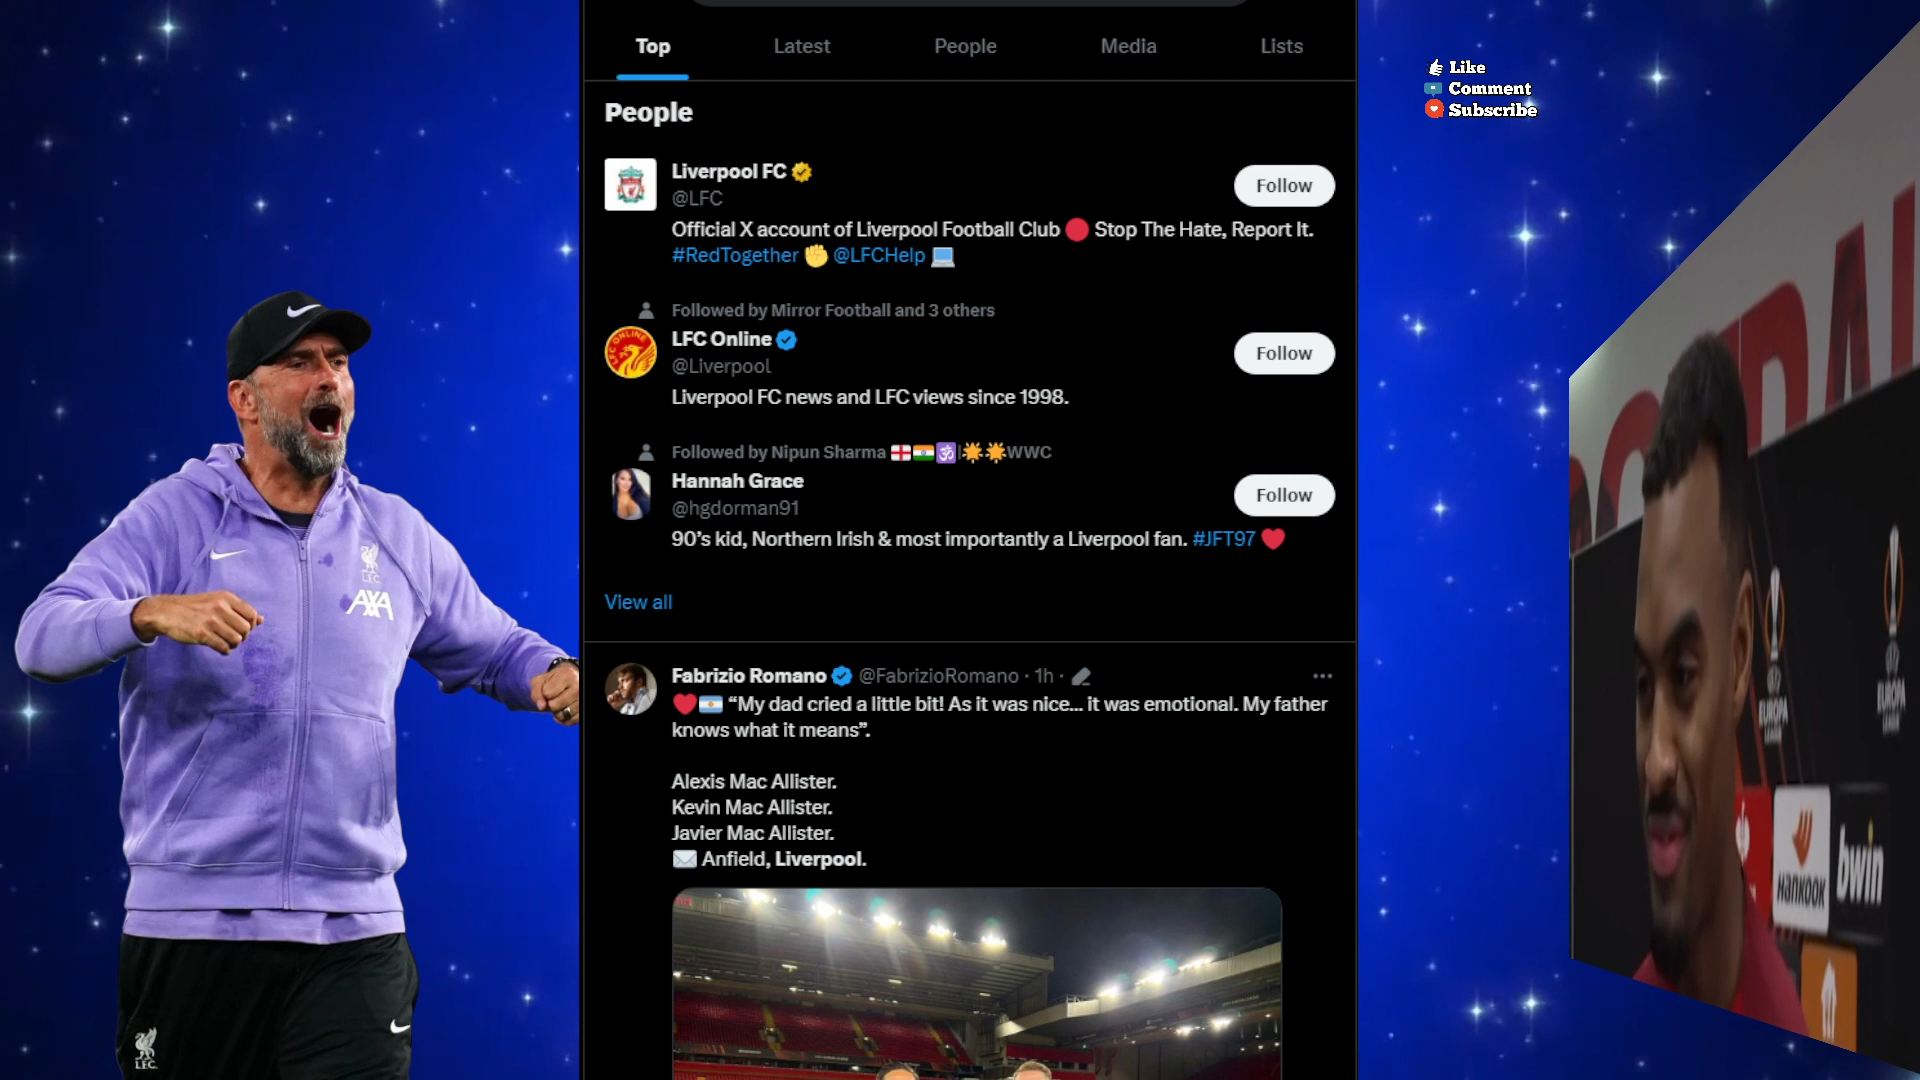 Top
Latest
People
Media
Lists
Like
Comment
Subscribe
People
Liverpool FC
@LFC
Follow
Official X account of Liverpool Football Club 🔴 Stop The Hate, Report It.
#RedTogether ✊ @LFCHelp 💻
Followed by Mirror Football and 3 others
LFC Online
@Liverpool
Follow
Liverpool FC news and LFC views since 1998.
Followed by Nipun Sharma 🏴󠁧󠁢󠁥󠁮󠁧󠁿🇮🇳🕉|🌟🌟WWC
Hannah Grace
@hgdorman91
Follow
90's kid, Northern Irish & most importantly a Liverpool fan. #JFT97 ❤️
View all
Fabrizio Romano @FabrizioRomano · 1h ·
❤️🇦🇷 “My dad cried a little bit! As it was nice... it was emotional. My father
knows what it means”.
Alexis Mac Allister.
Kevin Mac Allister.
Javier Mac Allister.
✉️ Anfield, Liverpool.
L.F.C.
AXA
L.F.C.
EUROPA
LEAGUE
EUROPA
LEAGUE
HANKOOK
bwin